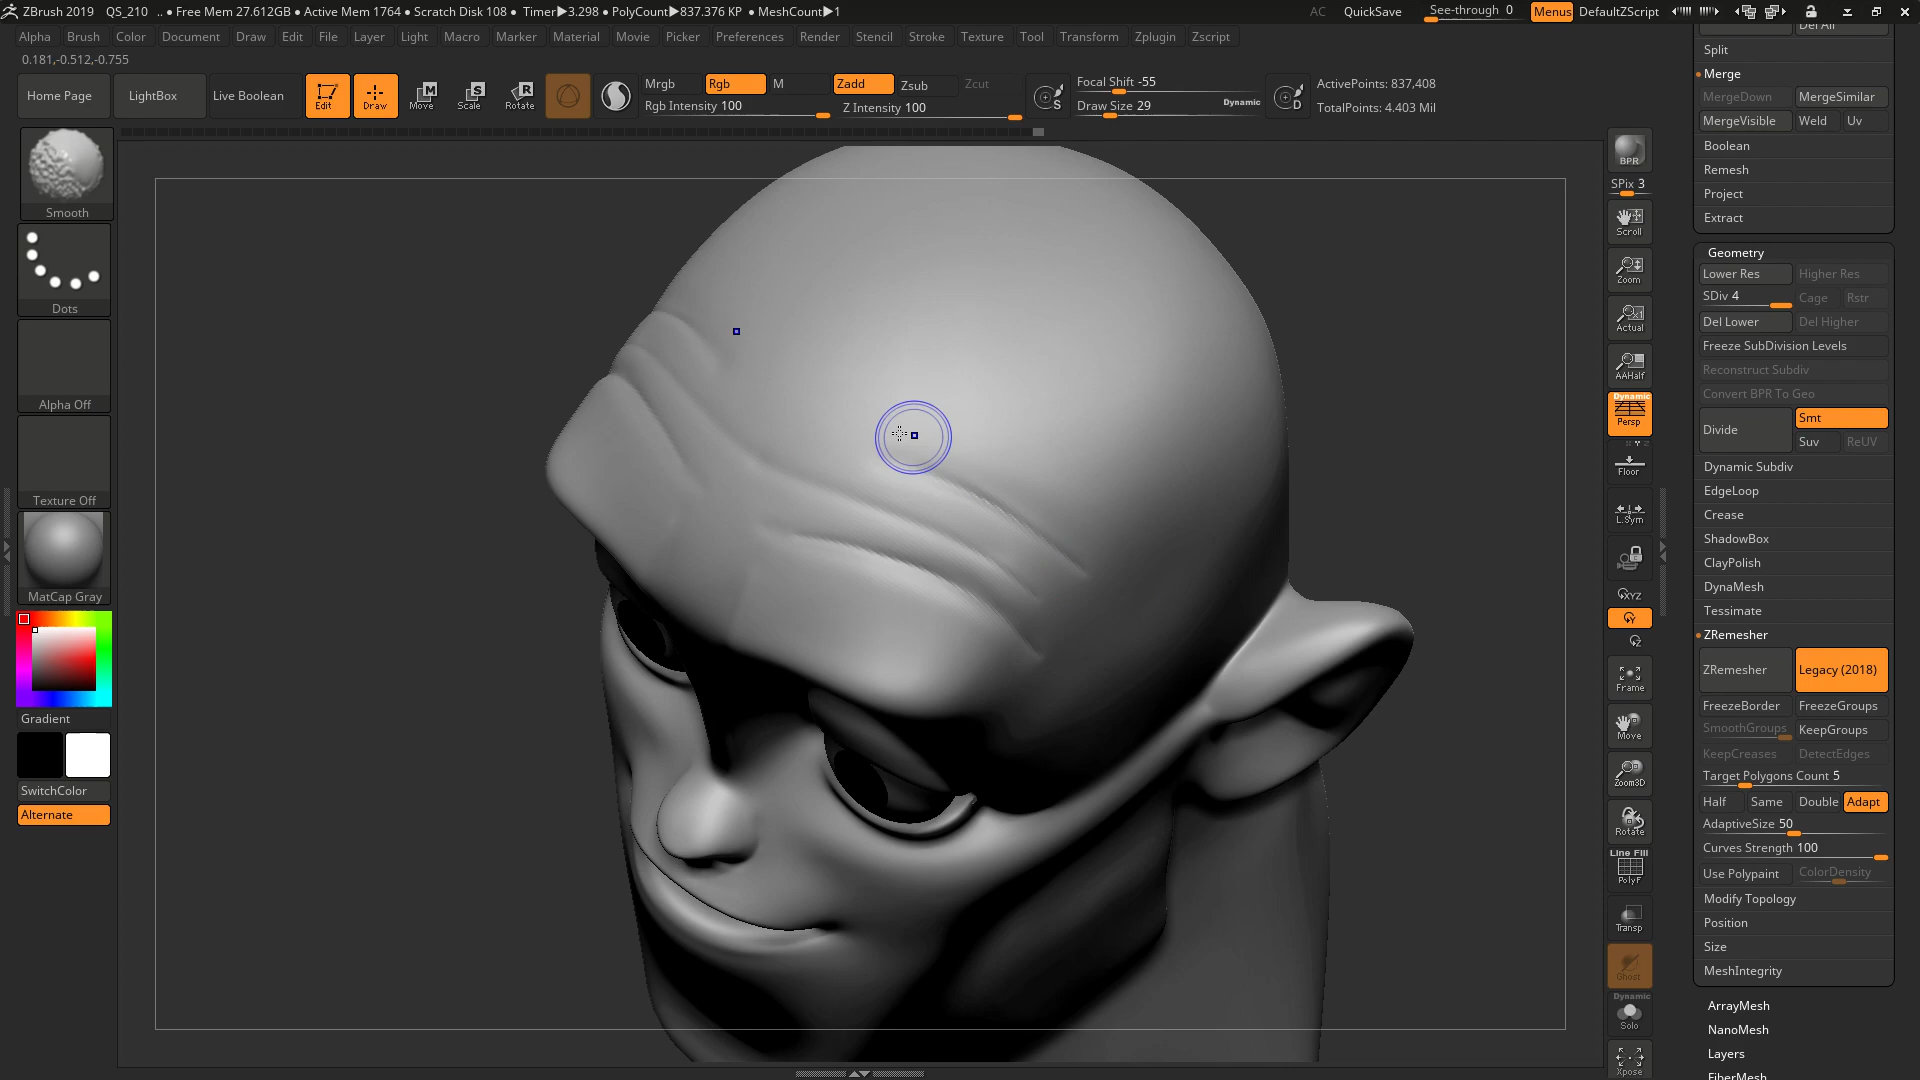 ZBrush 2019 QS_210 .. ● Free Mem 27.612GB ● Active Mem 1764 ● Scratch Disk 108 ● Timer▶3.298 ● PolyCount▶837.376 KP ● MeshCount▶1 AC QuickSave See-through 0 Menus DefaultZScript
Alpha Brush Color Document Draw Edit File Layer Light Macro Marker Material Movie Picker Preferences Render Stencil Stroke Texture Tool Transform Zplugin Zscript
0.181,-0.512,-0.755
Home Page LightBox Live Boolean Edit Draw Move Scale Rotate
M S R
Mrgb Rgb M Zadd Zsub Zcut
Rgb Intensity 100 Z Intensity 100
S Focal Shift -55
Draw Size 29 Dynamic D
ActivePoints: 837,408
TotalPoints: 4.403 Mil
Smooth
Dots
Alpha Off
Texture Off
MatCap Gray
Gradient
SwitchColor
Alternate
BPR
SPix 3
Scroll
Zoom
Actual
AAHalf
Dynamic
Persp
Floor
L.Sym
XYZ
Y
Z
Frame
Move
Zoom3D
Rotate
Line Fill
PolyF
Transp
Ghost
Dynamic
Solo
Xpose
Del All
Split
Merge
MergeDown MergeSimilar
MergeVisible Weld Uv
Boolean
Remesh
Project
Extract
Geometry
Lower Res Higher Res
SDiv 4 Cage Rstr
Del Lower Del Higher
Freeze SubDivision Levels
Reconstruct Subdiv
Convert BPR To Geo
Divide Smt
Suv ReUV
Dynamic Subdiv
EdgeLoop
Crease
ShadowBox
ClayPolish
DynaMesh
Tessimate
ZRemesher
ZRemesher Legacy (2018)
FreezeBorder FreezeGroups
SmoothGroups KeepGroups
KeepCreases DetectEdges
Target Polygons Count 5
Half Same Double Adapt
AdaptiveSize 50
Curves Strength 100
Use Polypaint ColorDensity
Modify Topology
Position
Size
MeshIntegrity
ArrayMesh
NanoMesh
Layers
FiberMesh